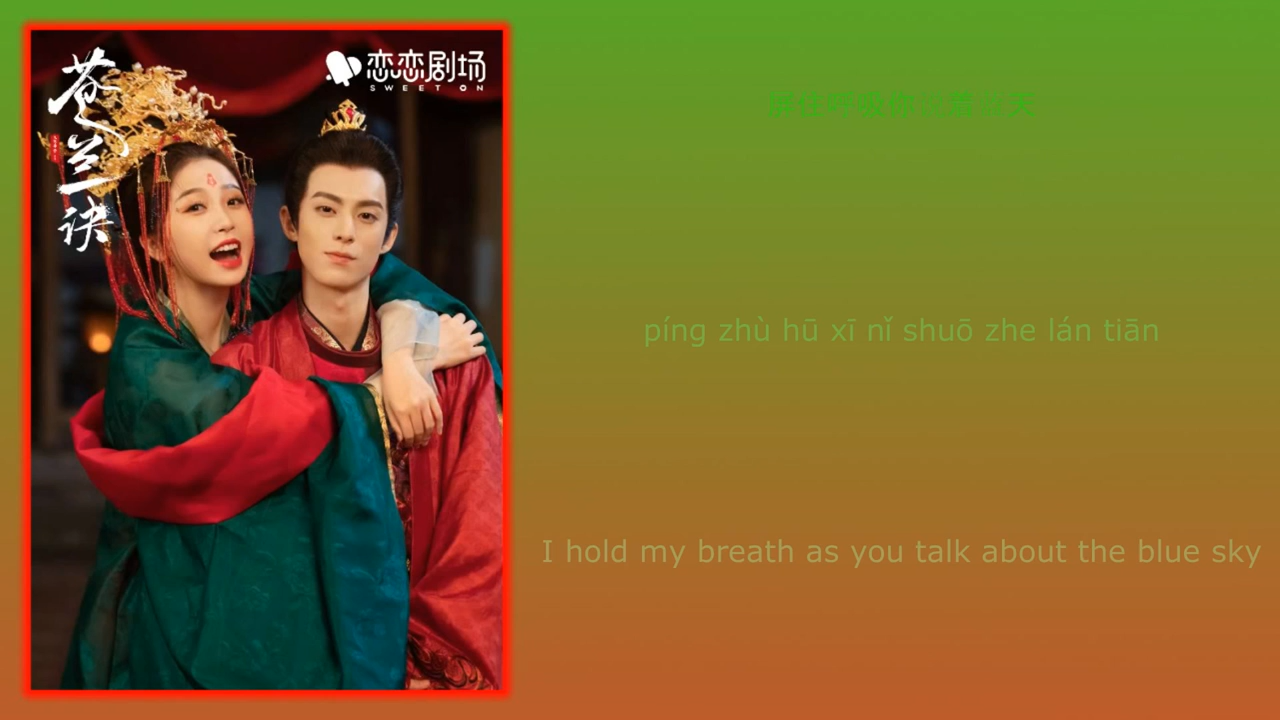 苍兰诀
恋恋剧场
SWEET ON
屏住呼吸你说着蓝天
píng zhù hū xī nǐ shuō zhe lán tiān
I hold my breath as you talk about the blue sky